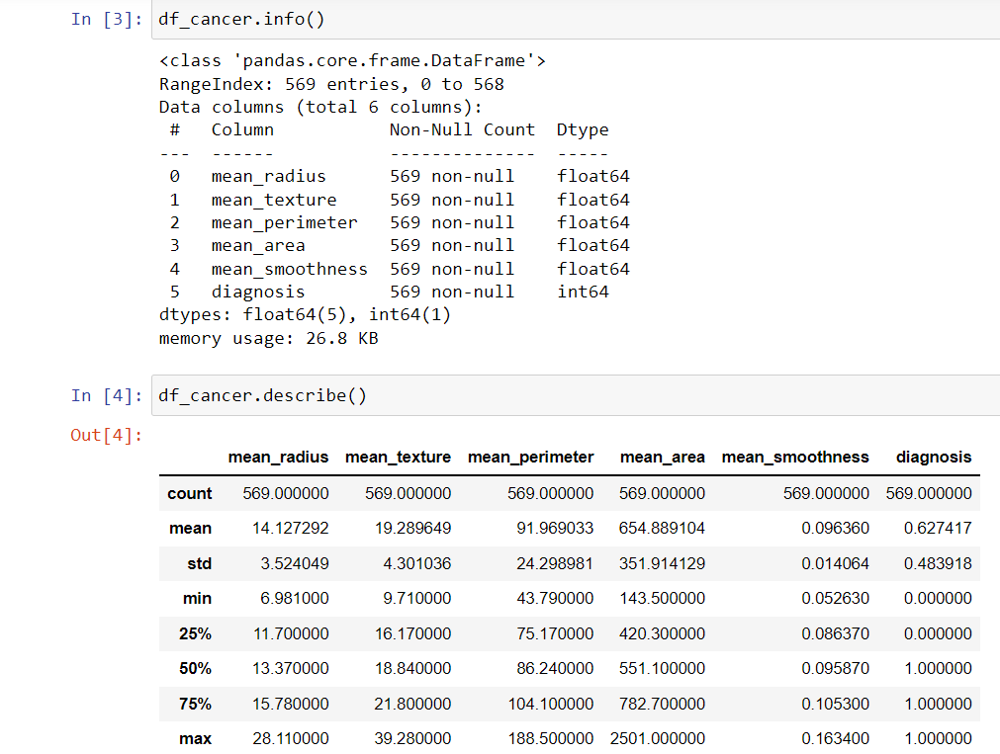 In [3]: df_cancer.info()
<class 'pandas.core.frame.DataFrame'>
RangeIndex: 569 entries, 0 to 568
Data columns (total 6 columns):
# Column Non-Null Count Dtype
--- ------ -------------- -----
0 mean_radius 569 non-null float64
1 mean_texture 569 non-null float64
2 mean_perimeter 569 non-null float64
3 mean_area 569 non-null float64
4 mean_smoothness 569 non-null float64
5 diagnosis 569 non-null int64
dtypes: float64(5), int64(1)
memory usage: 26.8 KB
In [4]: df_cancer.describe()
Out[4]:
mean_radius mean_texture mean_perimeter mean_area mean_smoothness diagnosis
count 569.000000 569.000000 569.000000 569.000000 569.000000 569.000000
mean 14.127292 19.289649 91.969033 654.889104 0.096360 0.627417
std 3.524049 4.301036 24.298981 351.914129 0.014064 0.483918
min 6.981000 9.710000 43.790000 143.500000 0.052630 0.000000
25% 11.700000 16.170000 75.170000 420.300000 0.086370 0.000000
50% 13.370000 18.840000 86.240000 551.100000 0.095870 1.000000
75% 15.780000 21.800000 104.100000 782.700000 0.105300 1.000000
max 28.110000 39.280000 188.500000 2501.000000 0.163400 1.000000